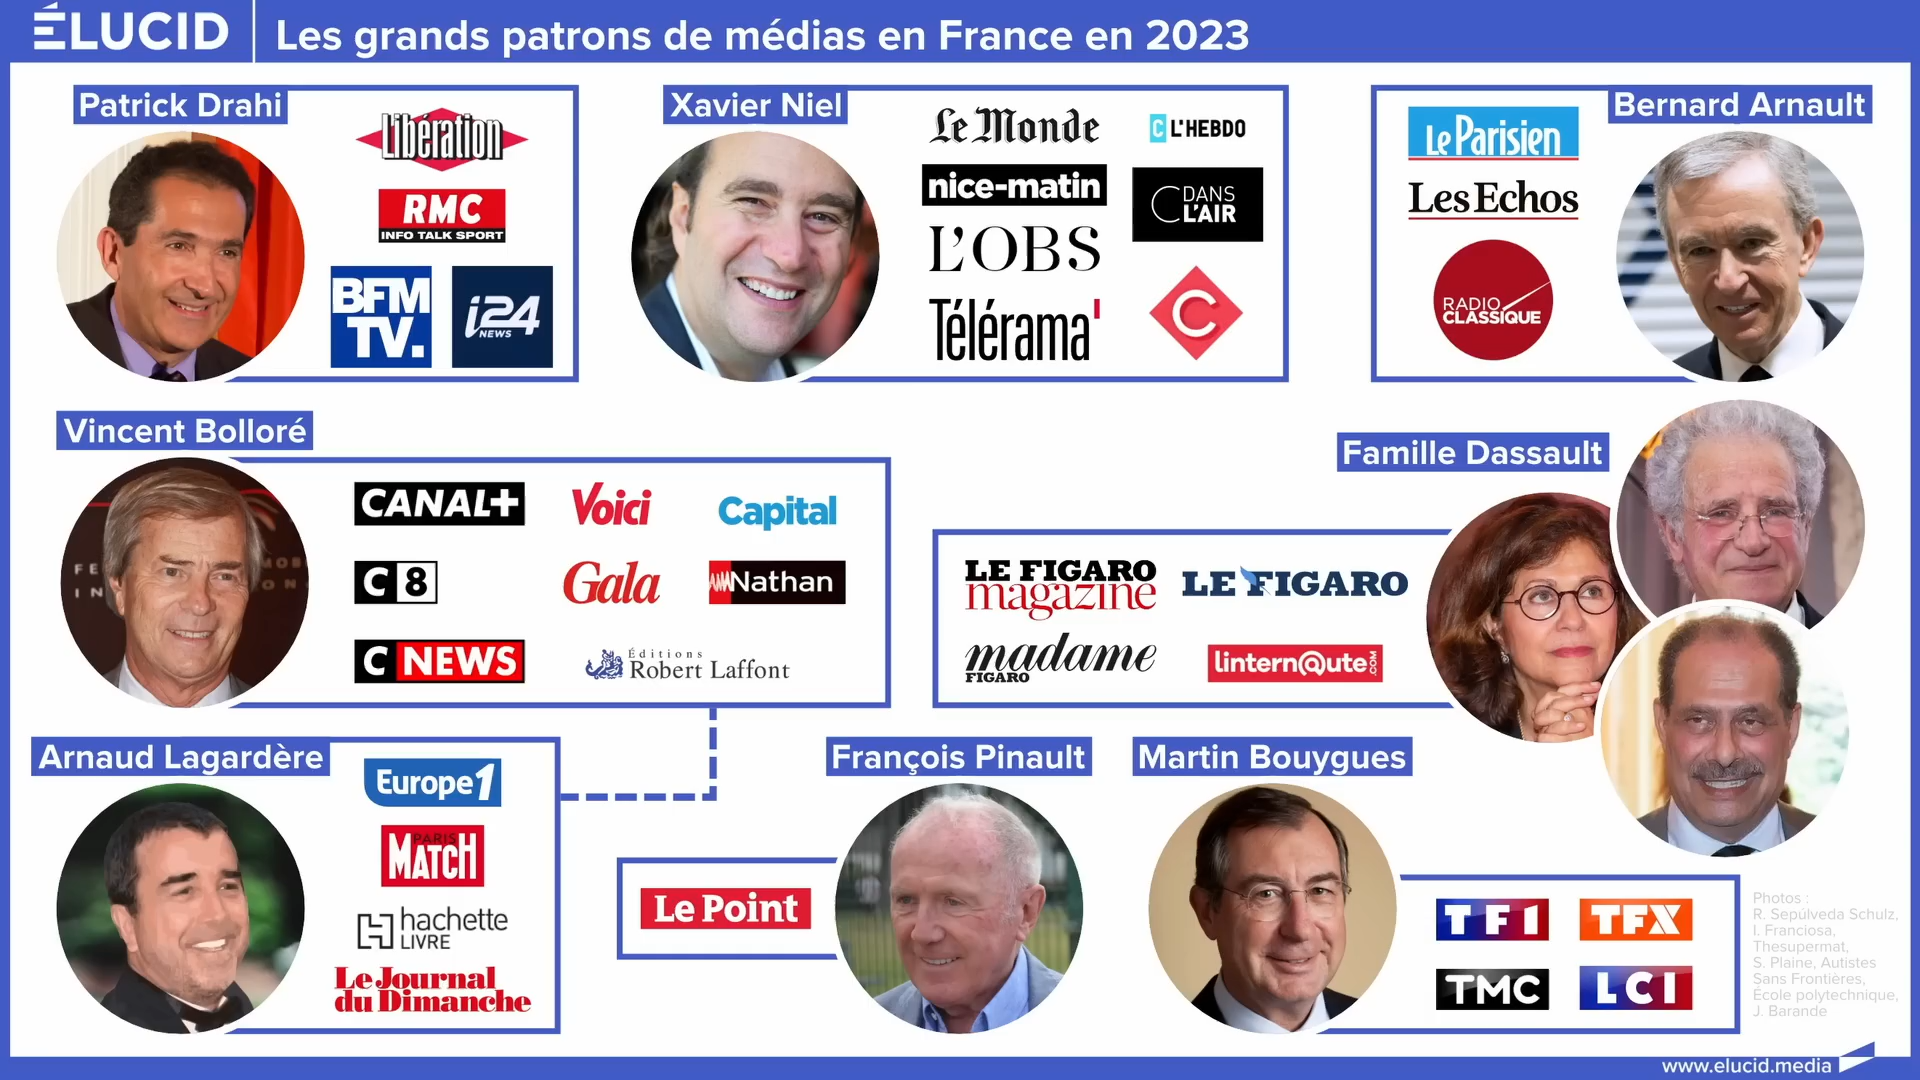 ÉLUCID
Les grands patrons de médias en France en 2023
Patrick Drahi
Libération
RMC
INFO TALK SPORT
BFM
TV.
i24
NEWS
Xavier Niel
Le Monde
C L'HEBDO
nice-matin
C DANS
L'AIR
L'OBS
Télérama'
C
Bernard Arnault
Le Parisien
Les Echos
RADIO
CLASSIQUE
Vincent Bolloré
CANAL+
Voici
Capital
C8
Gala
Nathan
CNEWS
Éditions
Robert Laffont
Famille Dassault
LE FIGARO
magazine
LE FIGARO
madame
FIGARO
lintern@ute.COM
Arnaud Lagardère
Europe1
PARIS
MATCH
hachette
LIVRE
Le Journal
du Dimanche
François Pinault
Le Point
Martin Bouygues
TF1
TFX
TMC
LCI
Photos :
R. Sepúlveda Schulz,
I. Franciosa,
Thesupermat,
S. Plaine, Autistes
Sans Frontières,
École polytechnique,
J. Barande
www.elucid.media